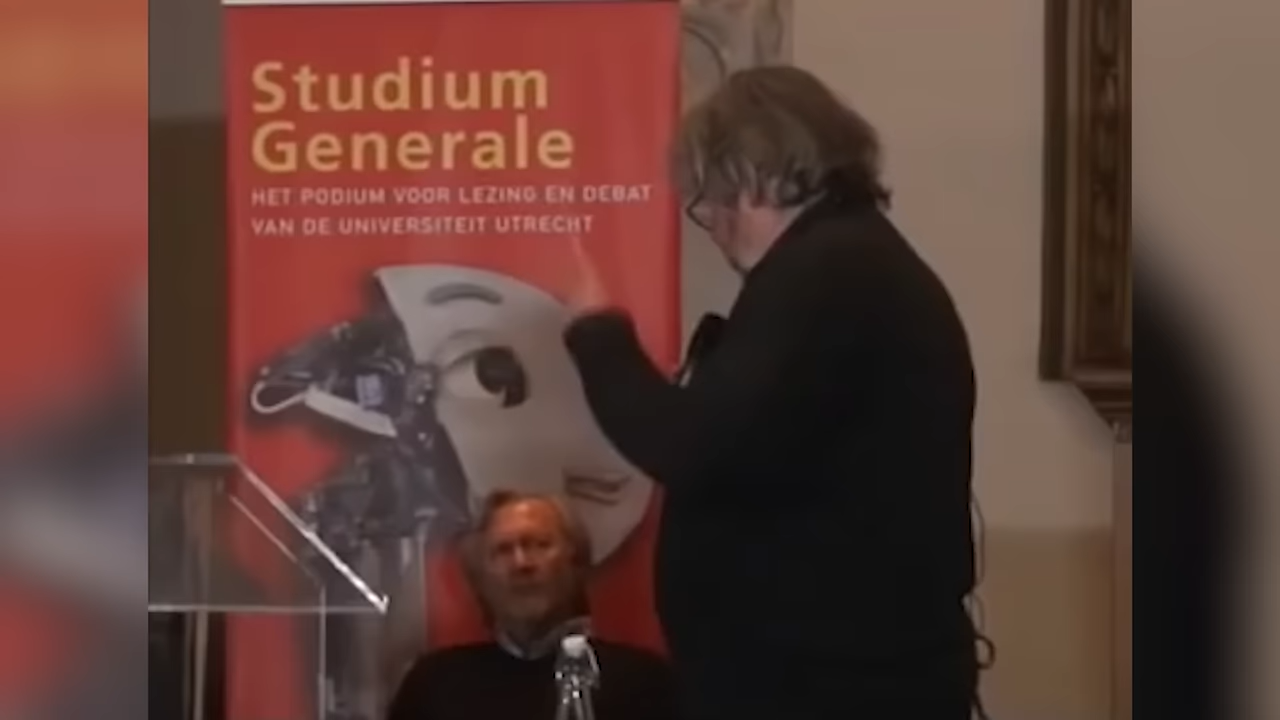 Studium
Generale
HET PODIUM VOOR LEZING EN DEBAT
VAN DE UNIVERSITEIT UTRECHT